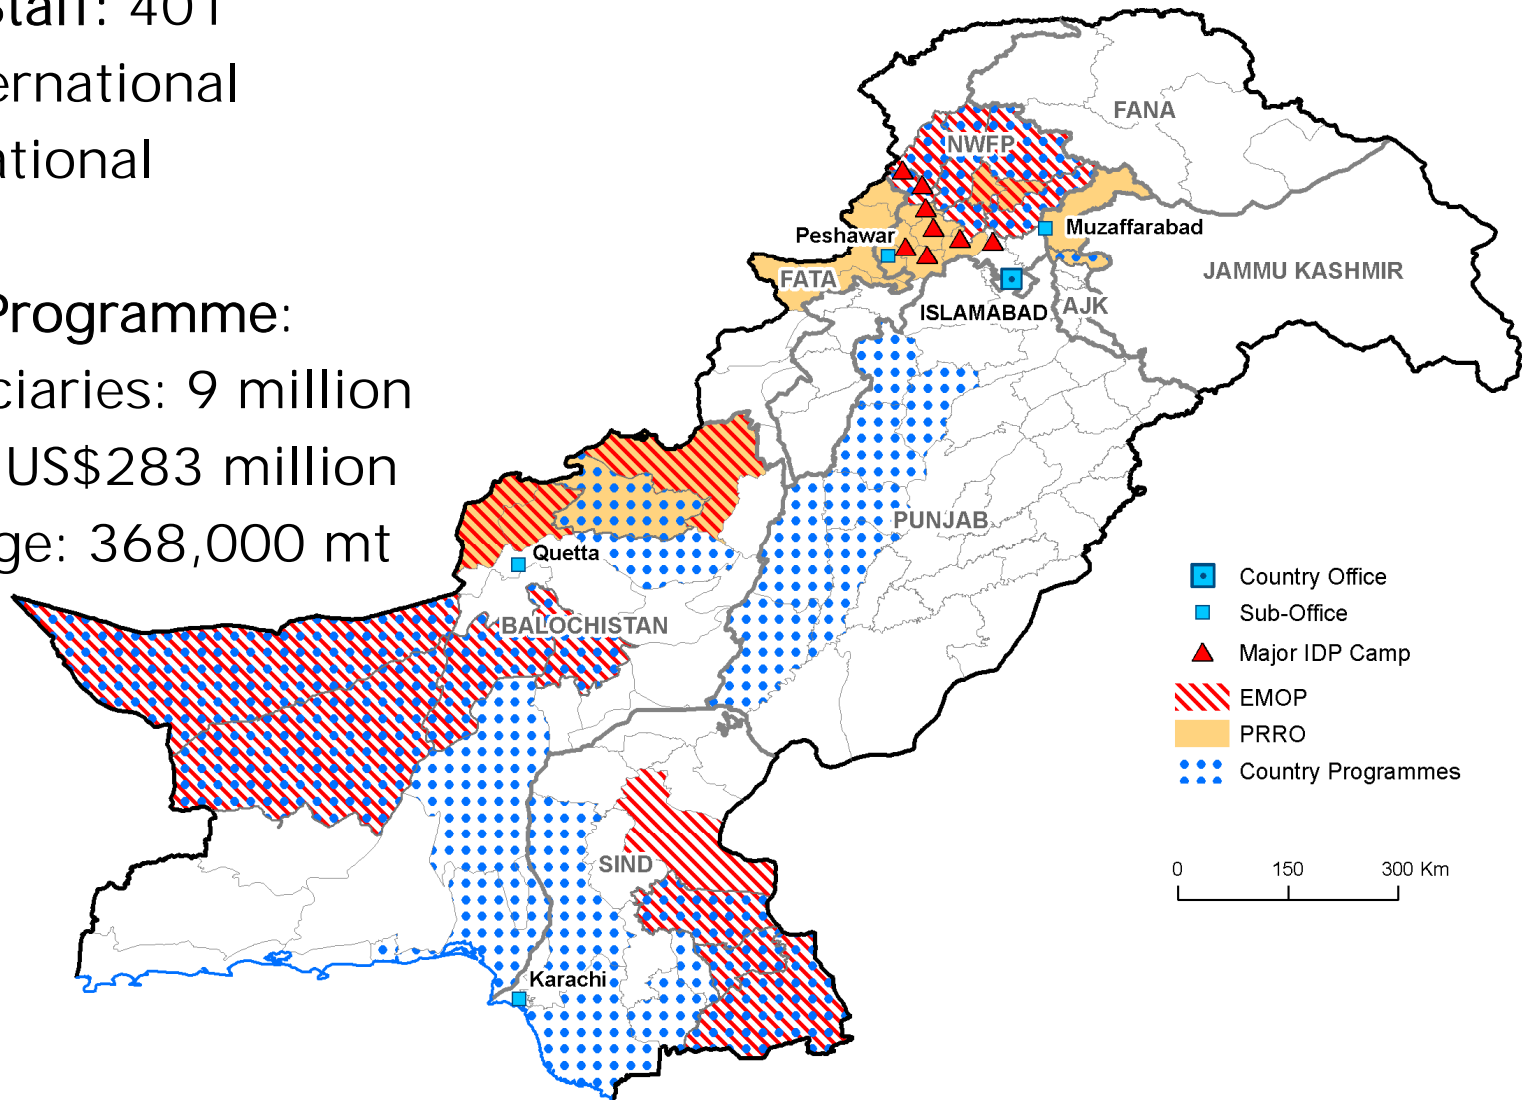 Staff: 401
ernational
ational
Programme:
ciaries: 9 million
US$283 million
ge: 368,000 mt
FANA
NWFP
Peshawar
Muzaffarabad
FATA
JAMMU KASHMIR
ISLAMABAD
AJK
PUNJAB
Quetta
BALOCHISTAN
SIND
Karachi
Country Office
Sub-Office
Major IDP Camp
EMOP
PRRO
Country Programmes
0 150 300 Km